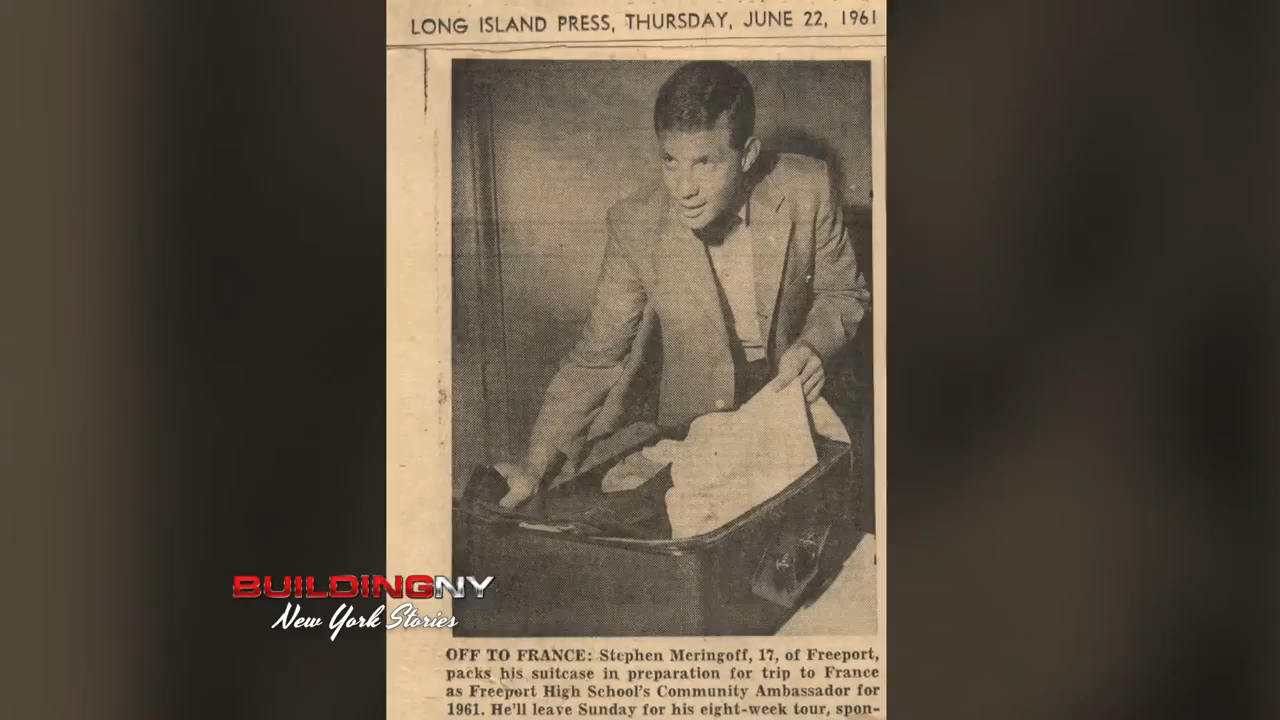 LONG ISLAND PRESS, THURSDAY, JUNE 22, 1961
BUILDINGNY
New York Stories
OFF TO FRANCE: Stephen Meringoff, 17, of Freeport,
packs his suitcase in preparation for trip to France
as Freeport High School's Community Ambassador for
1961. He'll leave Sunday for his eight-week tour, spon-